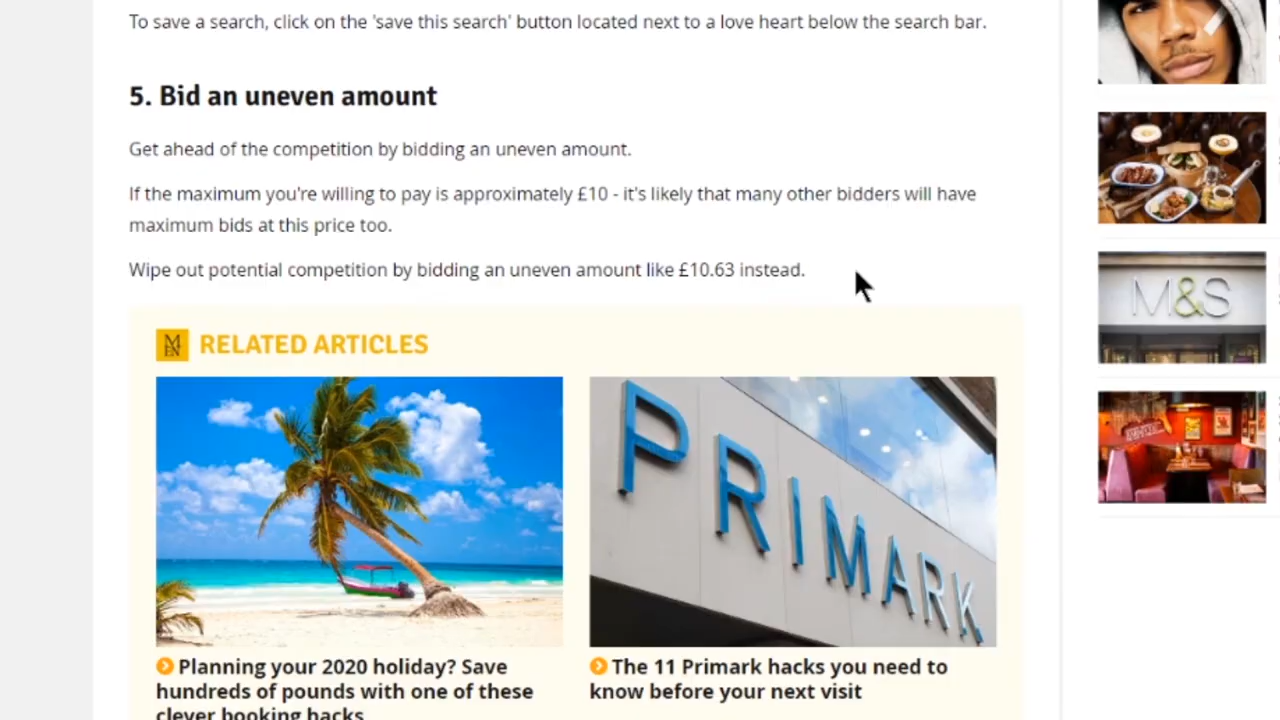 To save a search, click on the 'save this search' button located next to a love heart below the search bar.
5. Bid an uneven amount
Get ahead of the competition by bidding an uneven amount.
If the maximum you're willing to pay is approximately £10 - it's likely that many other bidders will have
maximum bids at this price too.
Wipe out potential competition by bidding an uneven amount like £10.63 instead.
MEN RELATED ARTICLES
PRIMARK
Planning your 2020 holiday? Save
hundreds of pounds with one of these
clever booking hacks
The 11 Primark hacks you need to
know before your next visit
M&S